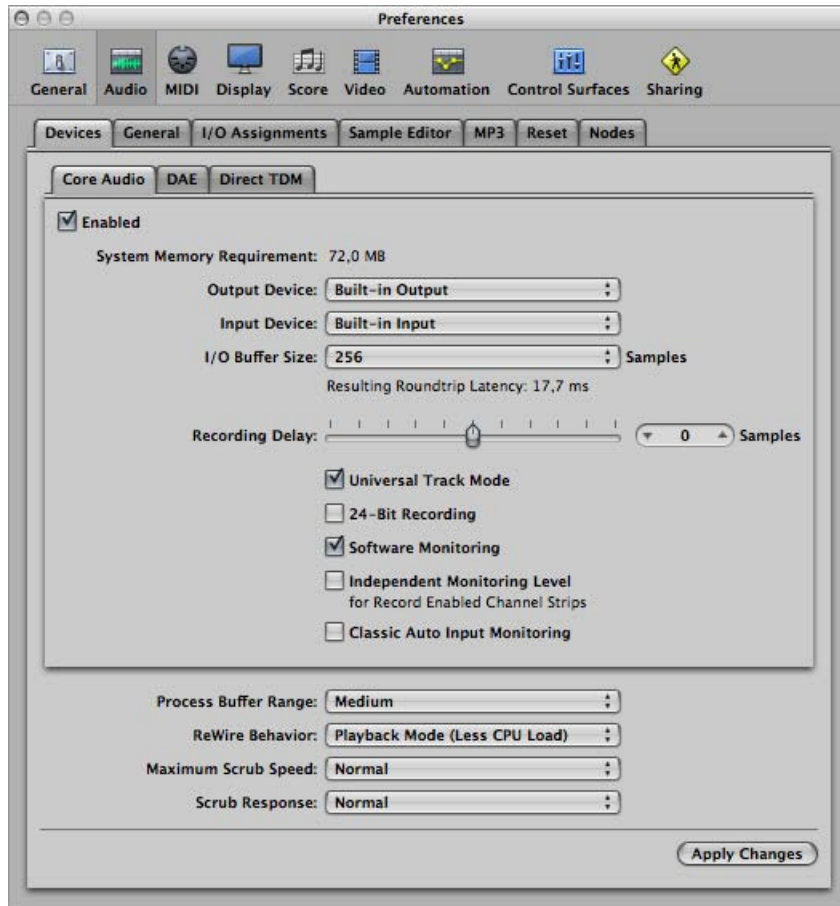 Preferences
General Audio MIDI Display Score Video Automation Control Surfaces Sharing
Devices General I/O Assignments Sample Editor MP3 Reset Nodes
Core Audio DAE Direct TDM
Enabled
System Memory Requirement: 72,0 MB
Output Device: Built-in Output
Input Device: Built-in Input
I/O Buffer Size: 256 Samples
Resulting Roundtrip Latency: 17,7 ms
Recording Delay: 0 Samples
Universal Track Mode
24-Bit Recording
Software Monitoring
Independent Monitoring Level
for Record Enabled Channel Strips
Classic Auto Input Monitoring
Process Buffer Range: Medium
ReWire Behavior: Playback Mode (Less CPU Load)
Maximum Scrub Speed: Normal
Scrub Response: Normal
Apply Changes